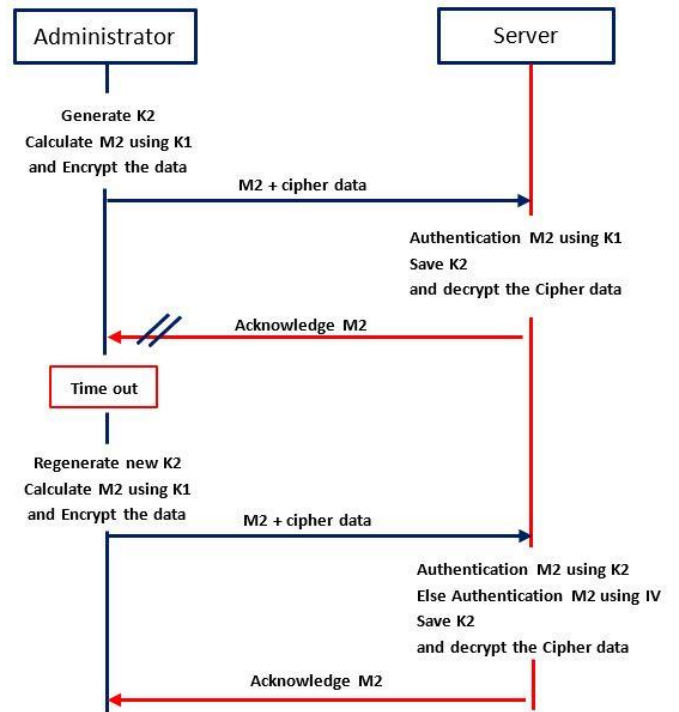 Administrator
Server
Generate K2
Calculate M2 using K1
and Encrypt the data
M2 + cipher data
Authentication M2 using K1
Save K2
and decrypt the Cipher data
Acknowledge M2
Time out
Regenerate new K2
Calculate M2 using K1
and Encrypt the data
M2 + cipher data
Authentication M2 using K2
Else Authentication M2 using IV
Save K2
and decrypt the Cipher data
Acknowledge M2